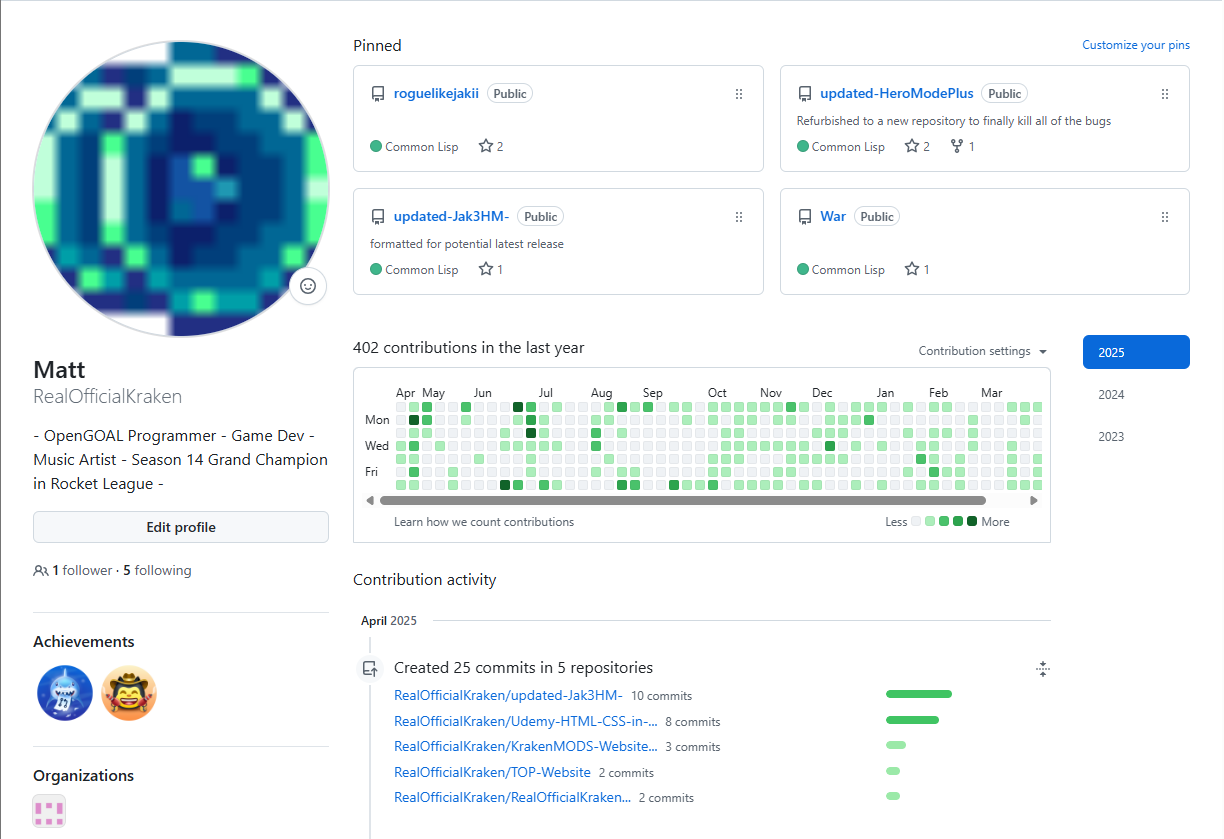 Pinned
Customize your pins
roguelikejakii Public
Common Lisp 2
updated-HeroModePlus Public
Refurbished to a new repository to finally kill all of the bugs
Common Lisp 2 1
updated-Jak3HM- Public
formatted for potential latest release
Common Lisp 1
War Public
Common Lisp 1
Matt
RealOfficialKraken
- OpenGOAL Programmer - Game Dev -
Music Artist - Season 14 Grand Champion
in Rocket League -
Edit profile
1 follower · 5 following
Achievements
Organizations
402 contributions in the last year
Contribution settings
2025
2024
2023
Apr May Jun Jul Aug Sep Oct Nov Dec Jan Feb Mar
Mon
Wed
Fri
Learn how we count contributions
Less More
Contribution activity
April 2025
Created 25 commits in 5 repositories
RealOfficialKraken/updated-Jak3HM- 10 commits
RealOfficialKraken/Udemy-HTML-CSS-in-... 8 commits
RealOfficialKraken/KrakenMODS-Website... 3 commits
RealOfficialKraken/TOP-Website 2 commits
RealOfficialKraken/RealOfficialKraken... 2 commits